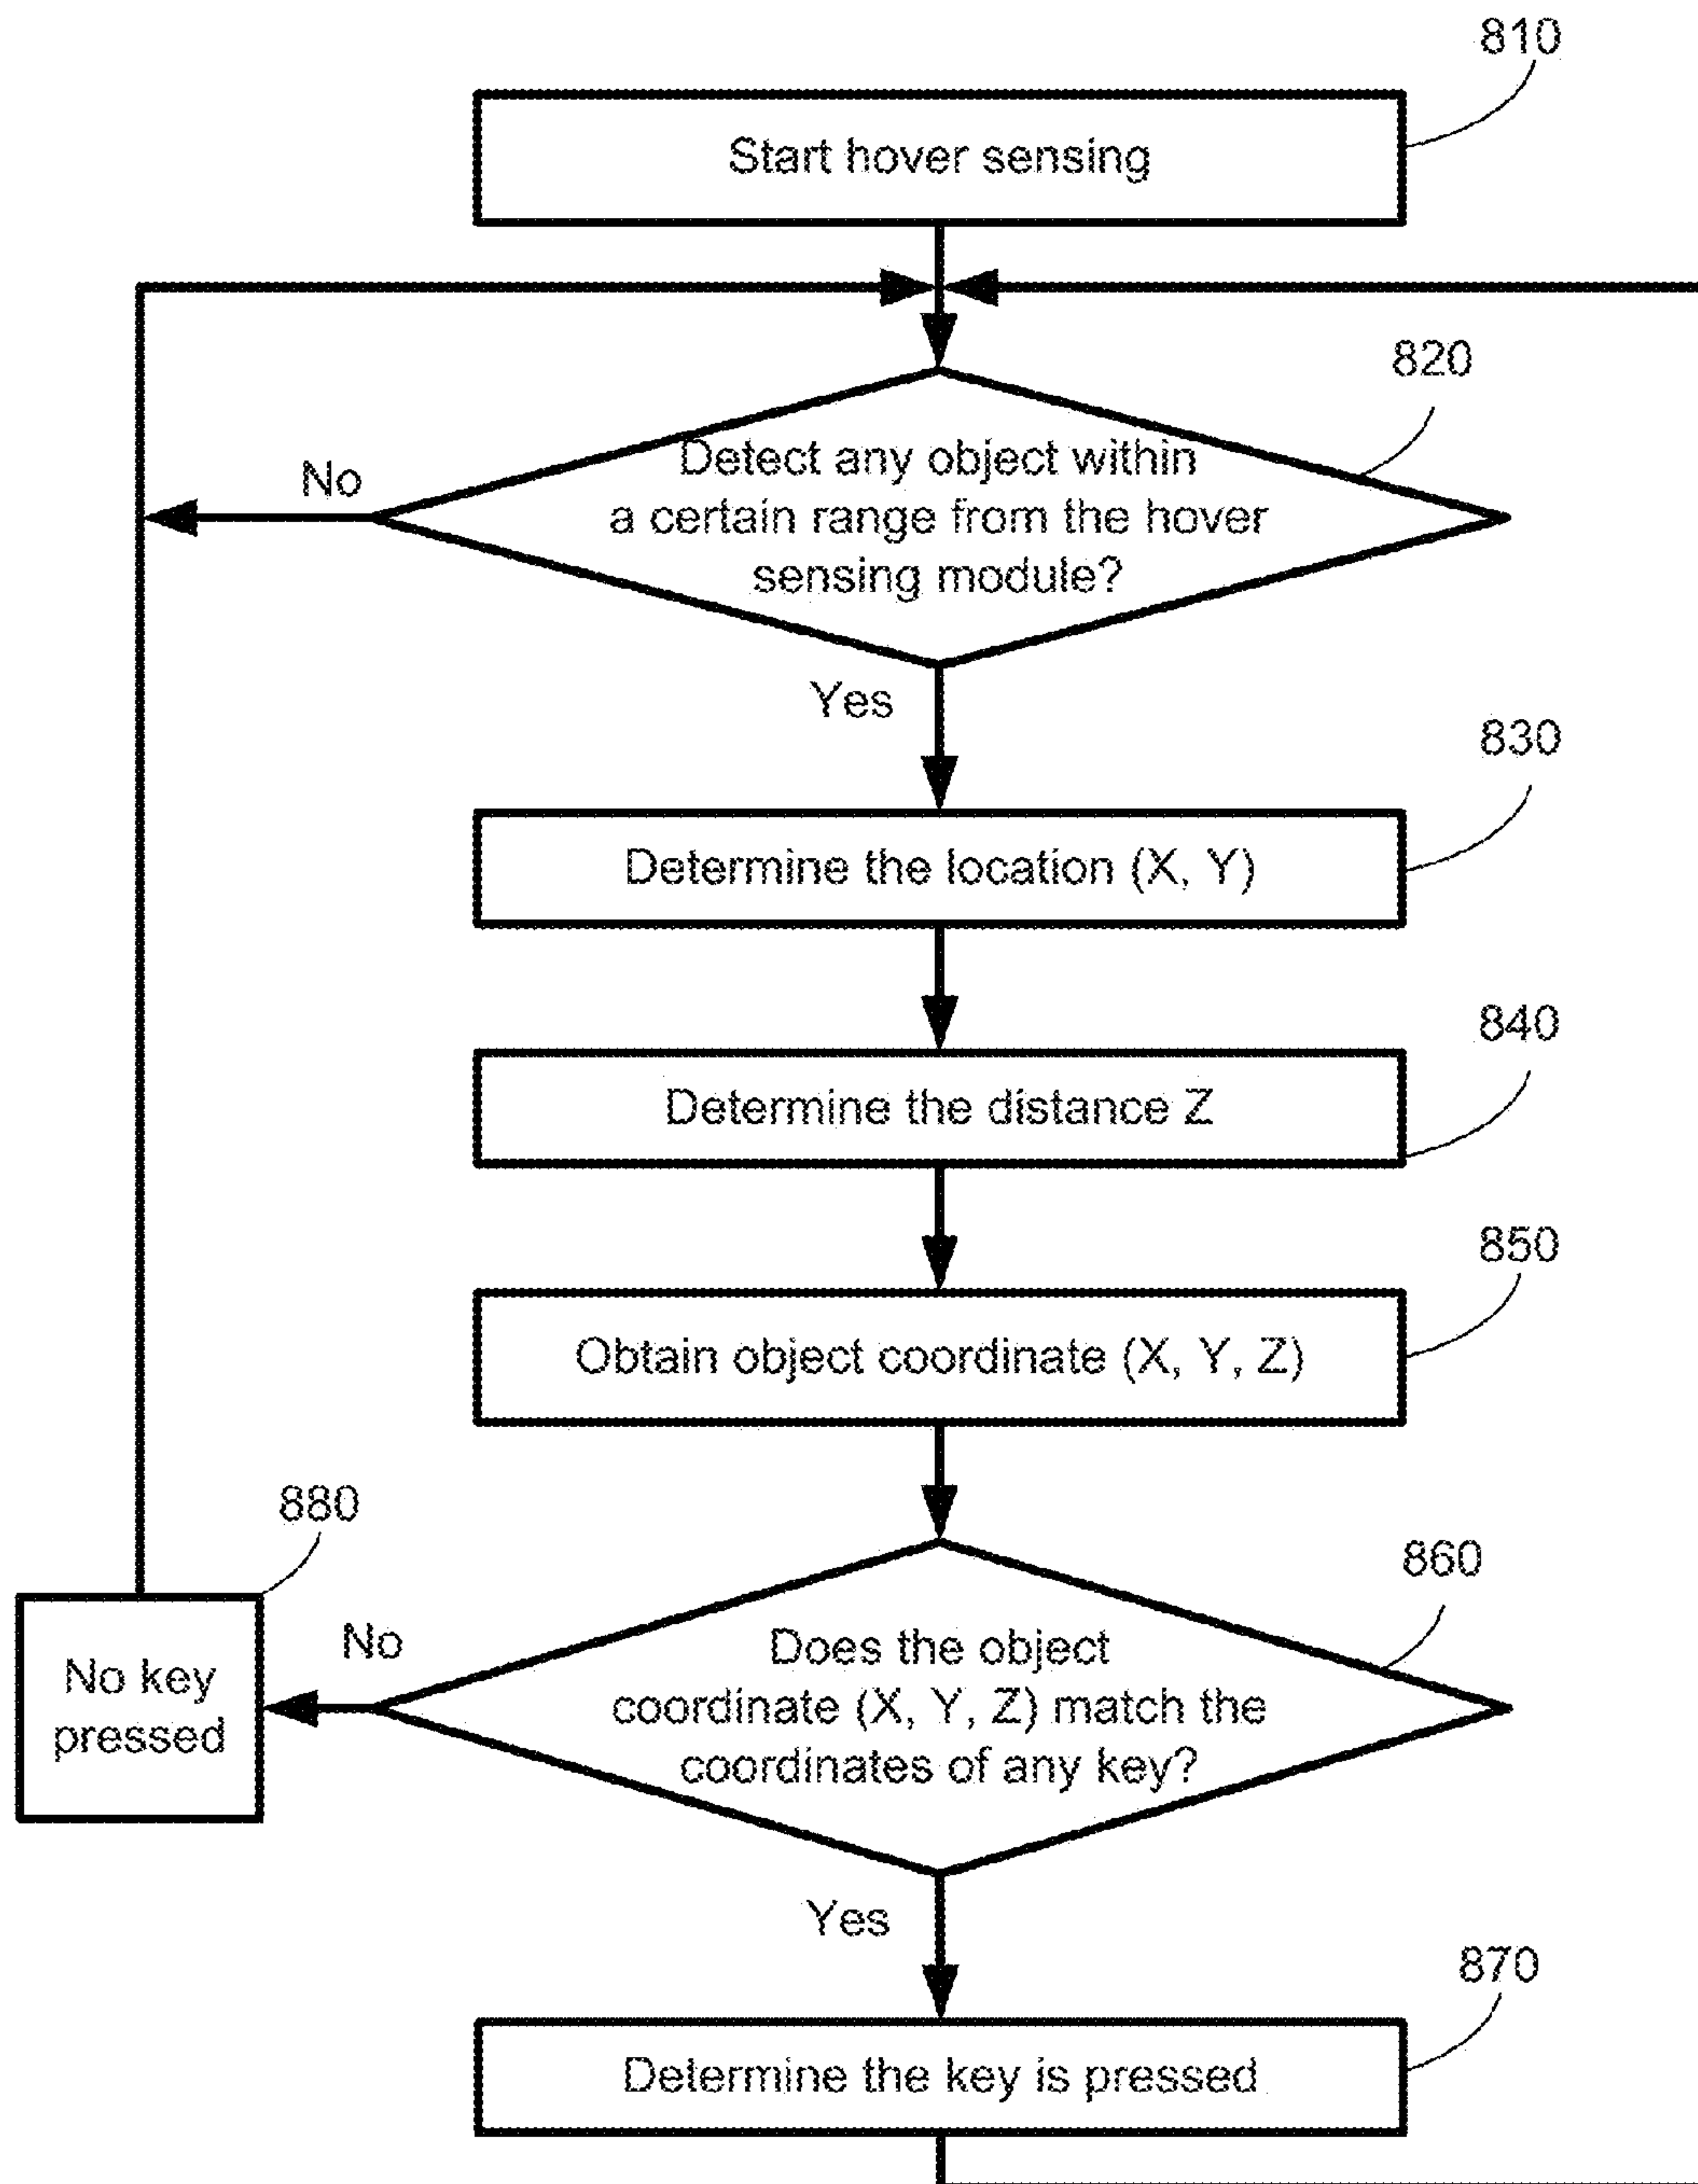 810
Start hover sensing
820
Detect any object within
a certain range from the hover
sensing module?
No
Yes
830
Determine the location (X, Y)
840
Determine the distance Z
850
Obtain object coordinate (X, Y, Z)
860
Does the object
coordinate (X, Y, Z) match the
coordinates of any key?
No
880
No key
pressed
Yes
870
Determine the key is pressed